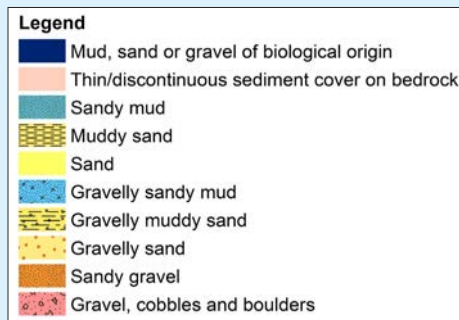 Legend
Mud, sand or gravel of biological origin
Thin/discontinuous sediment cover on bedrock
Sandy mud
Muddy sand
Sand
Gravelly sandy mud
Gravelly muddy sand
Gravelly sand
Sandy gravel
Gravel, cobbles and boulders